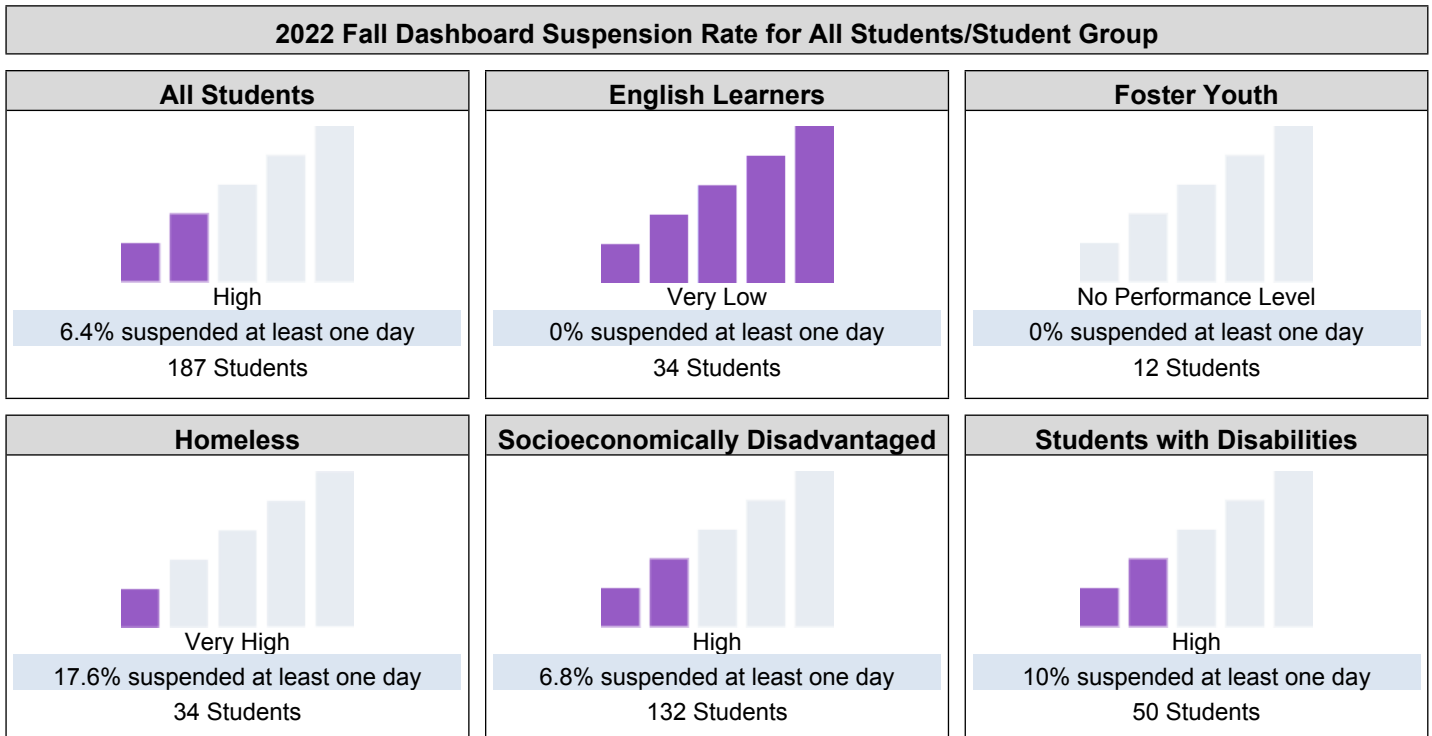 2022 Fall Dashboard Suspension Rate for All Students/Student Group
All Students
High
6.4% suspended at least one day
187 Students
English Learners
Very Low
0% suspended at least one day
34 Students
Foster Youth
No Performance Level
0% suspended at least one day
12 Students
Homeless
Very High
17.6% suspended at least one day
34 Students
Socioeconomically Disadvantaged
High
6.8% suspended at least one day
132 Students
Students with Disabilities
High
10% suspended at least one day
50 Students